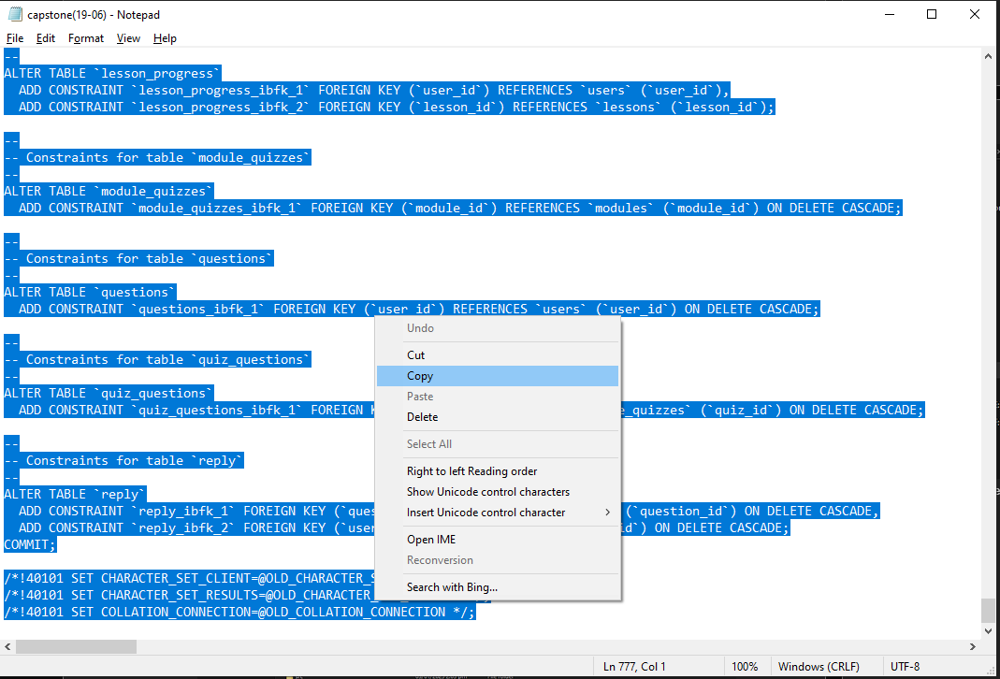 capstone(19-06) - Notepad
File Edit Format View Help
--
ALTER TABLE `lesson_progress`
ADD CONSTRAINT `lesson_progress_ibfk_1` FOREIGN KEY (`user_id`) REFERENCES `users` (`user_id`),
ADD CONSTRAINT `lesson_progress_ibfk_2` FOREIGN KEY (`lesson_id`) REFERENCES `lessons` (`lesson_id`);
--
-- Constraints for table `module_quizzes`
--
ALTER TABLE `module_quizzes`
ADD CONSTRAINT `module_quizzes_ibfk_1` FOREIGN KEY (`module_id`) REFERENCES `modules` (`module_id`) ON DELETE CASCADE;
--
-- Constraints for table `questions`
--
ALTER TABLE `questions`
ADD CONSTRAINT `questions_ibfk_1` FOREIGN KEY (`user_id`) REFERENCES `users` (`user_id`) ON DELETE CASCADE;
--
-- Constraints for table `quiz_questions`
--
ALTER TABLE `quiz_questions`
ADD CONSTRAINT `quiz_questions_ibfk_1` FOREIGN e_quizzes` (`quiz_id`) ON DELETE CASCADE;
--
-- Constraints for table `reply`
--
ALTER TABLE `reply`
ADD CONSTRAINT `reply_ibfk_1` FOREIGN KEY (`ques (`question_id`) ON DELETE CASCADE,
ADD CONSTRAINT `reply_ibfk_2` FOREIGN KEY (`user id`) ON DELETE CASCADE;
COMMIT;
/*!40101 SET CHARACTER_SET_CLIENT=@OLD_CHARACTER_S
/*!40101 SET CHARACTER_SET_RESULTS=@OLD_CHARACTER_
/*!40101 SET COLLATION_CONNECTION=@OLD_COLLATION_CONNECTION */;
Undo
Cut
Copy
Paste
Delete
Select All
Right to left Reading order
Show Unicode control characters
Insert Unicode control character
Open IME
Reconversion
Search with Bing...
Ln 777, Col 1 100% Windows (CRLF) UTF-8